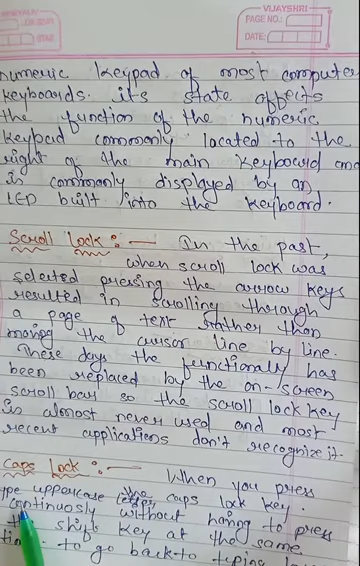 VIJAYSHRI
PAGE NO.:
DATE:
numeric keypad of most computer
keyboards. its state affects
the function of the numeric
keypad commonly located to the
right of the main keyboard and
is commonly displayed by an
LED built into the keyboard.
Scroll Lock :- In the past,
when scroll lock was
selected pressing the arrow keys
resulted in scrolling through
a page of text rather than
moving the cursor line by line.
These days the functionaly has
been replaced by the on-screen
scroll bar so the scroll lock key
is almost never used and most
recent applications don't recognize it.
Caps Lock :- When you press
the caps lock key.
type uppercase letter
continuosly without having to press
the shift key at the same
time. to go back to typing